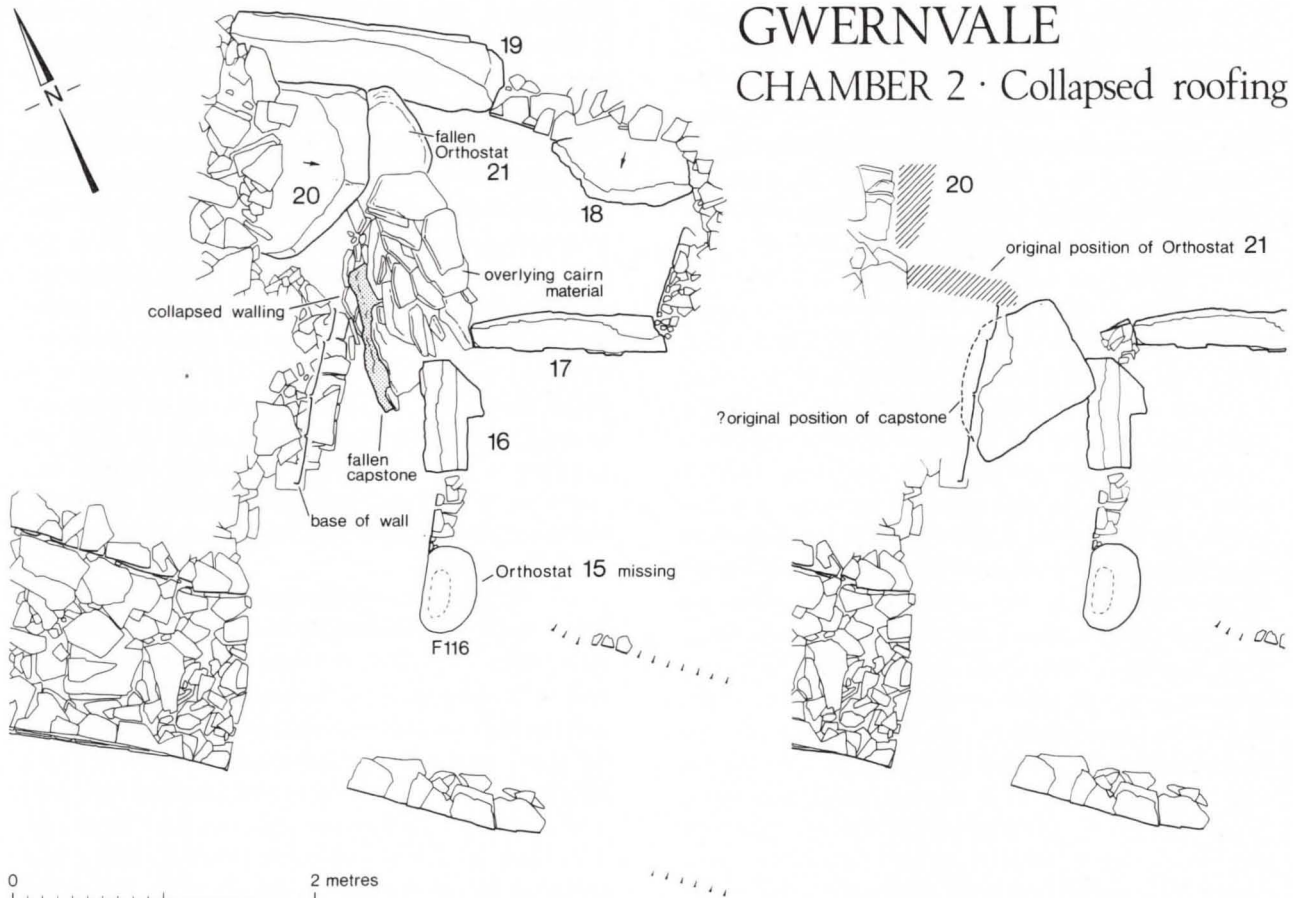 GWERNVALE
CHAMBER 2 · Collapsed roofing
N
19
fallen
Orthostat
21
20
18
overlying cairn
material
collapsed walling
17
16
fallen
capstone
base of wall
Orthostat 15 missing
F116
0
2 metres
20
original position of Orthostat 21
?original position of capstone